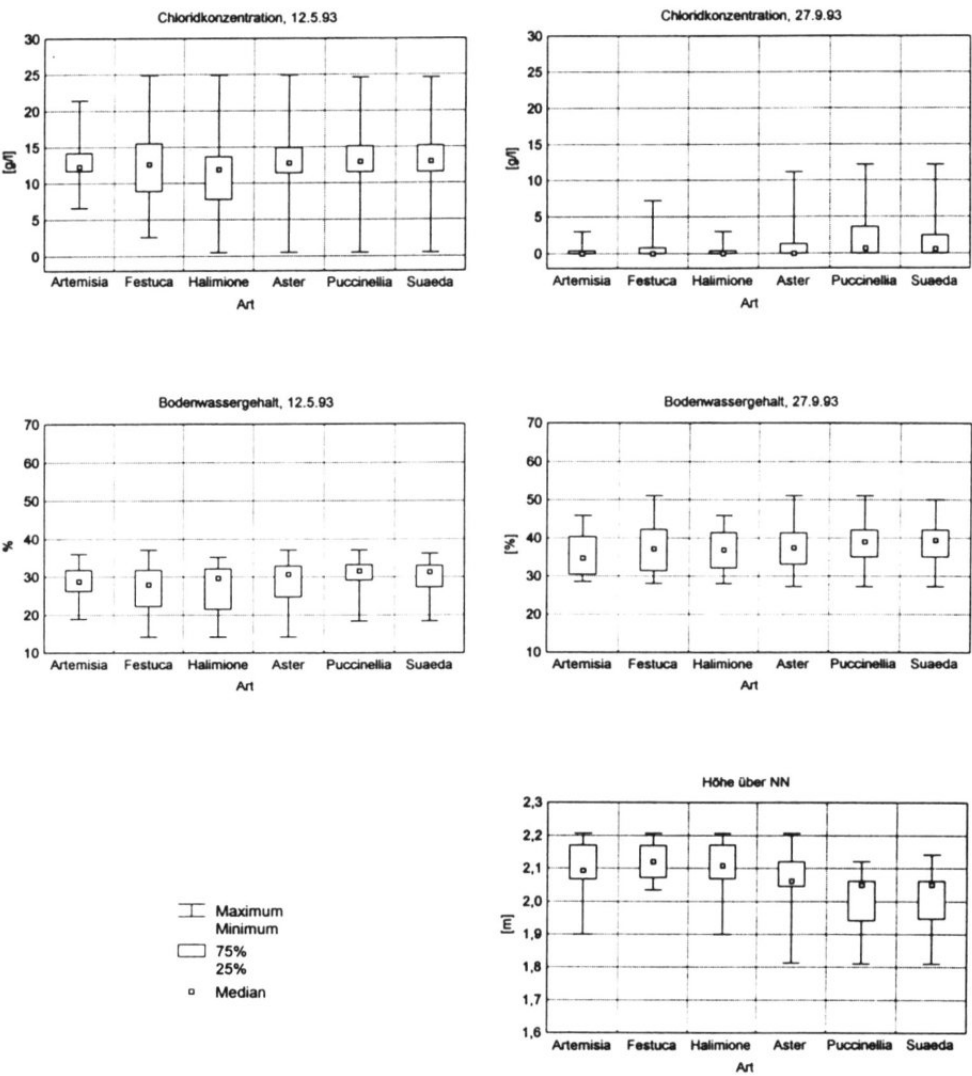 Chloridkonzentration, 12.5.93
30
25
20
15
10
5
0
[g/l]
Artemisia Festuca Halimione Aster Puccinellia Suaeda
Art
Chloridkonzentration, 27.9.93
30
25
20
15
10
5
0
[g/l]
Artemisia Festuca Halimione Aster Puccinellia Suaeda
Art
Bodenwassergehalt, 12.5.93
70
60
50
40
30
20
10
%
Artemisia Festuca Halimione Aster Puccinellia Suaeda
Art
Bodenwassergehalt, 27.9.93
70
60
50
40
30
20
10
[%]
Artemisia Festuca Halimione Aster Puccinellia Suaeda
Art
Höhe über NN
2,3
2,2
2,1
2,0
1,9
1,8
1,7
1,6
[m]
Artemisia Festuca Halimione Aster Puccinellia Suaeda
Art
Maximum
Minimum
75%
25%
Median